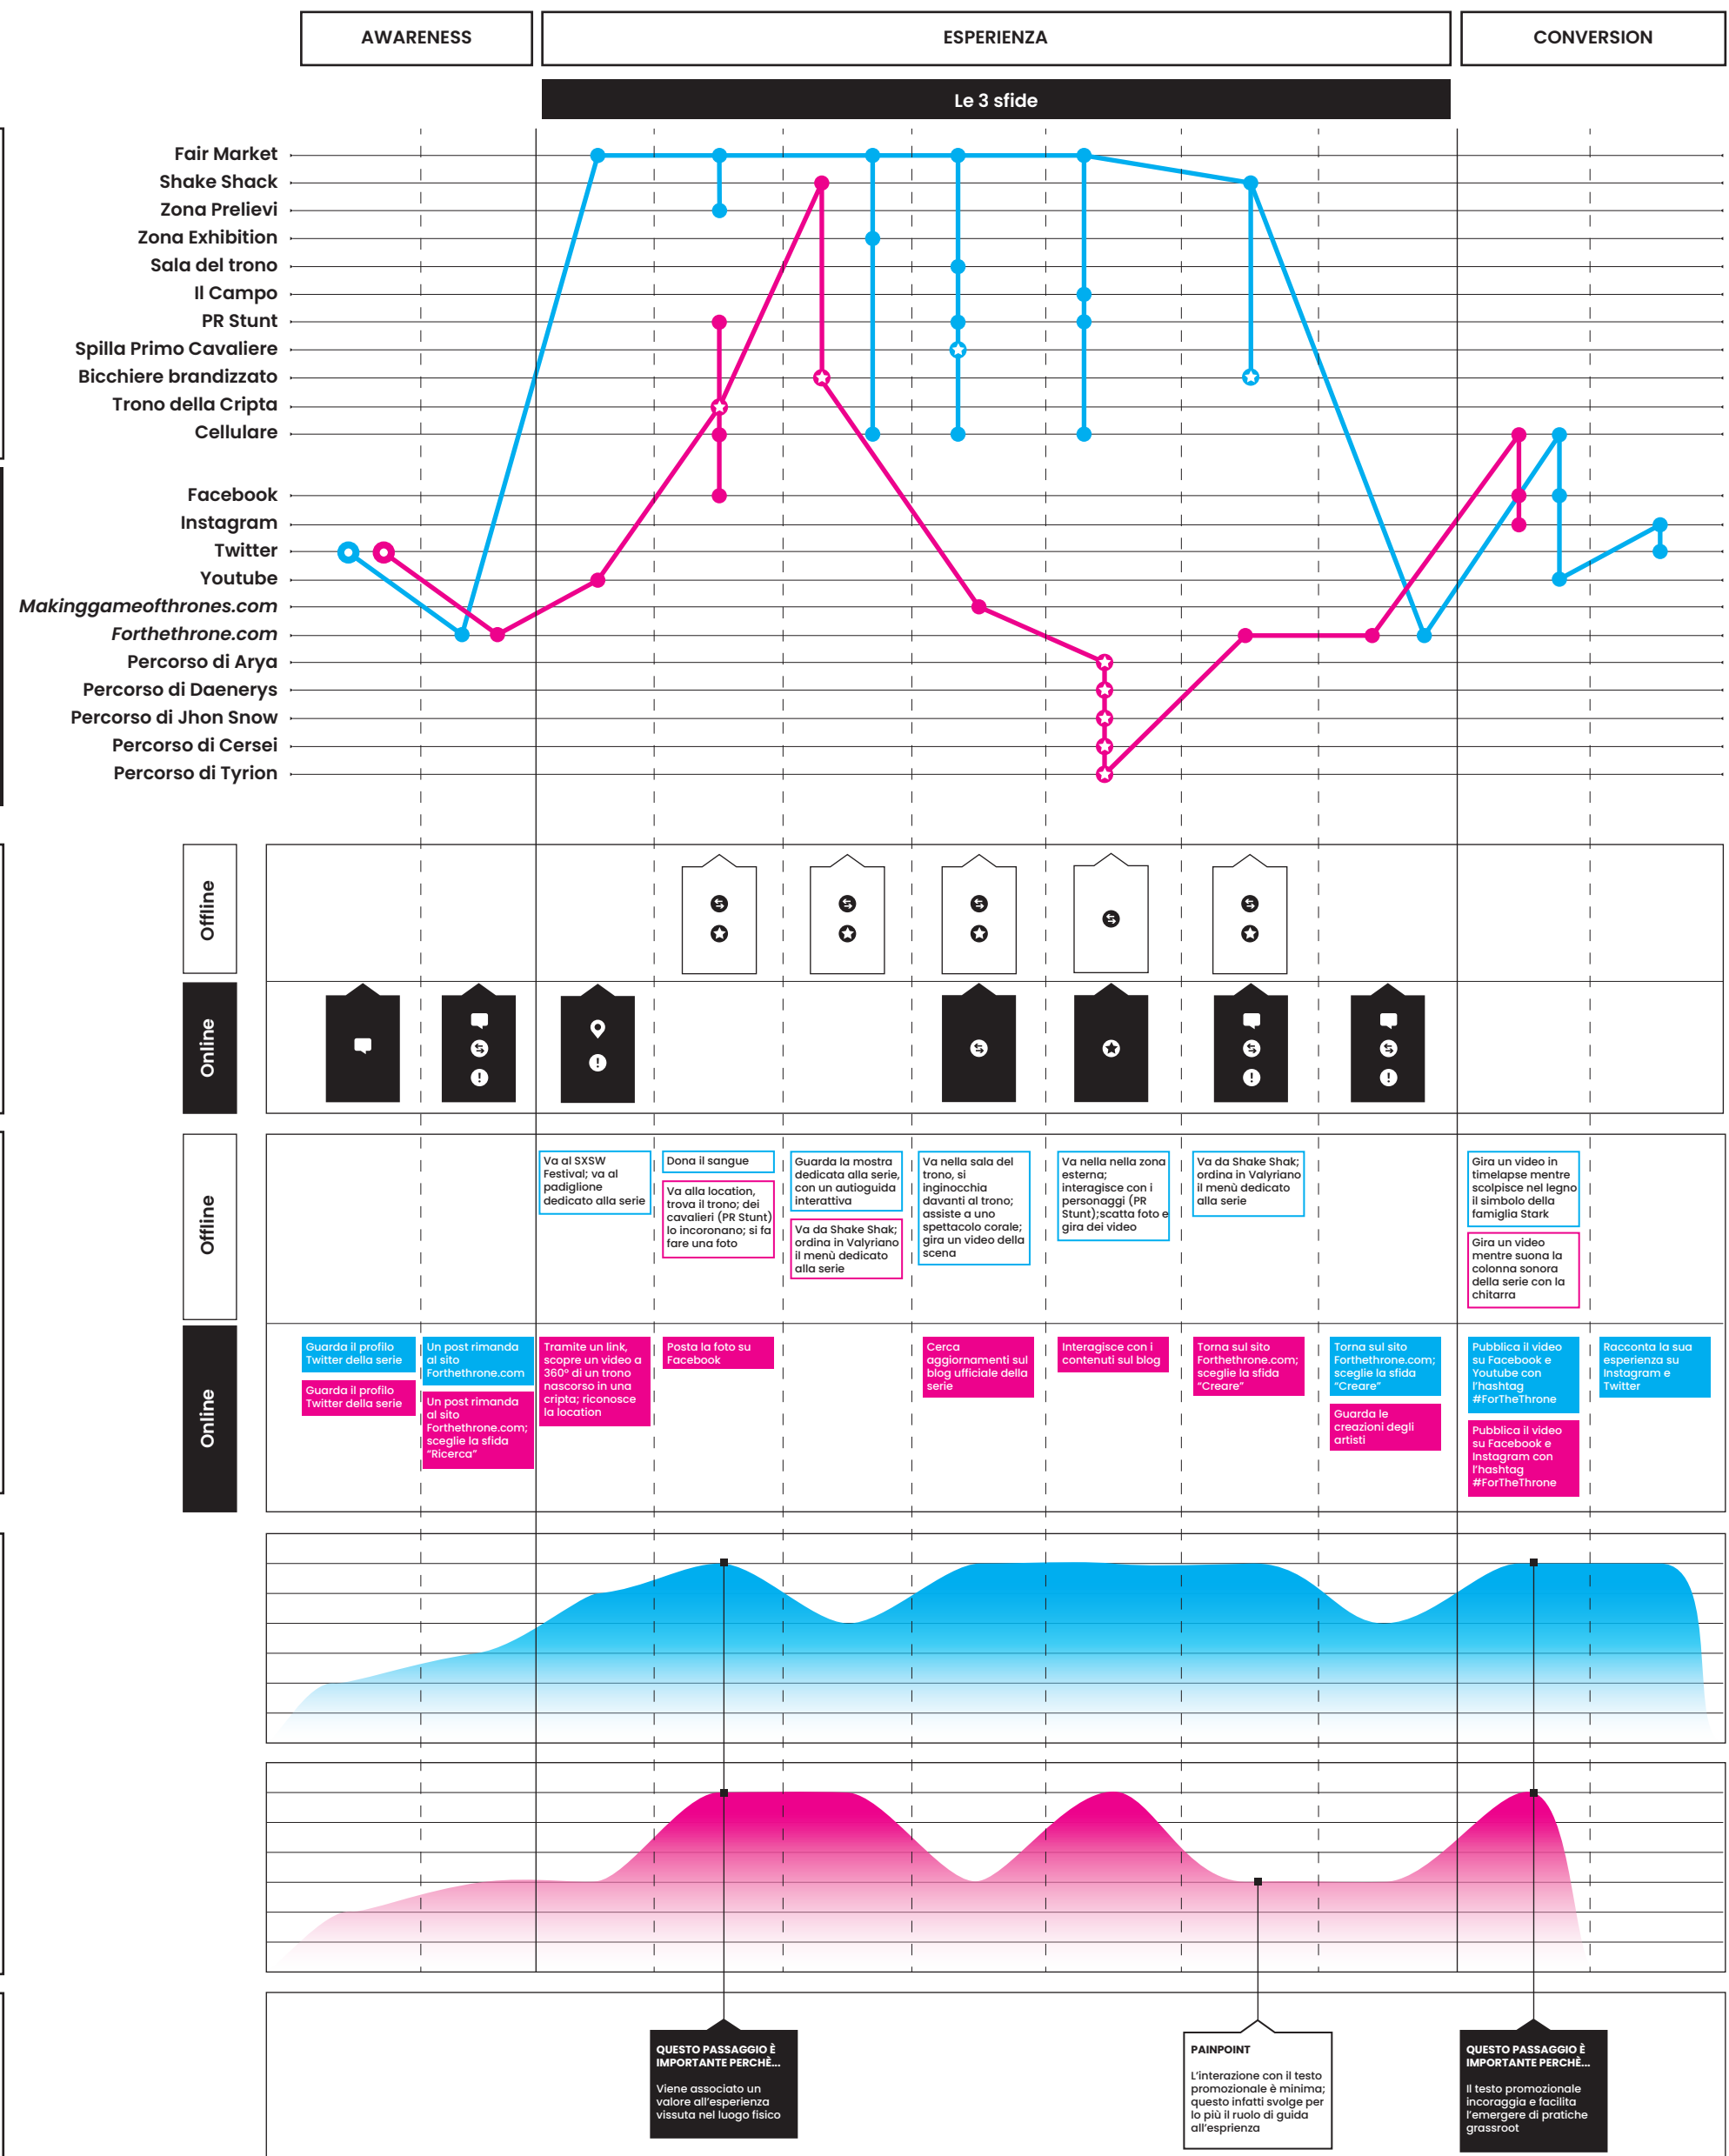 AWARENESS
ESPERIENZA
CONVERSION
Le 3 sfide
Fair Market
Shake Shack
Zona Prelievi
Zona Exhibition
Sala del trono
Il Campo
PR Stunt
Spilla Primo Cavaliere
Bicchiere brandizzato
Trono della Cripta
Cellulare
Facebook
Instagram
Twitter
Youtube
Makinggameofthrones.com
Forthethrone.com
Percorso di Arya
Percorso di Daenerys
Percorso di Jhon Snow
Percorso di Cersei
Percorso di Tyrion
Offline
Online
Offline
Va al SXSW
Festival; va al
padiglione
dedicato alla serie
Dona il sangue
Va alla location,
trova il trono; dei
cavalieri (PR Stunt)
lo incoronano; si fa
fare una foto
Guarda la mostra
dedicata alla serie,
con un autoguida
interattiva
Va da Shake Shak;
ordina in Valyriano
il menù dedicato
alla serie
Va nella sala del
trono, si
inginocchia
davanti al trono;
assiste a uno
spettacolo corale;
gira un video della
scena
Va nella nella zona
esterna;
interagisce con i
personaggi (PR
Stunt);scatta foto e
gira dei video
Va da Shake Shak;
ordina in Valyriano
il menù dedicato
alla serie
Gira un video in
timelapse mentre
scolpisce nel legno
il simbolo della
famiglia Stark
Gira un video
mentre suona la
colonna sonora
della serie con la
chitarra
Online
Guarda il profilo
Twitter della serie
Guarda il profilo
Twitter della serie
Un post rimanda
al sito
Forthethrone.com
Un post rimanda
al sito
Forthethrone.com;
sceglie la sfida
“Ricerca”
Tramite un link,
scopre un video a
360° di un trono
nascorso in una
cripta; riconosce
la location
Posta la foto su
Facebook
Cerca
aggiornamenti sul
blog ufficiale della
serie
Interagisce con i
contenuti sul blog
Torna sul sito
Forthethrone.com;
sceglie la sfida
“Creare”
Torna sul sito
Forthethrone.com;
sceglie la sfida
“Creare”
Guarda le
creazioni degli
artisti
Pubblica il video
su Facebook e
Youtube con
l’hashtag
#ForTheThrone
Pubblica il video
su Facebook e
Instagram con
l’hashtag
#ForTheThrone
Racconta la sua
esperienza su
Instagram e
Twitter
QUESTO PASSAGGIO È
IMPORTANTE PERCHÈ...
Viene associato un
valore all’esperienza
vissuta nel luogo fisico
PAINPOINT
L’interazione con il testo
promozionale è minima;
questo infatti svolge per
lo più il ruolo di guida
all’esprienza
QUESTO PASSAGGIO È
IMPORTANTE PERCHÈ...
Il testo promozionale
incoraggia e facilita
l’emergere di pratiche
grassroot